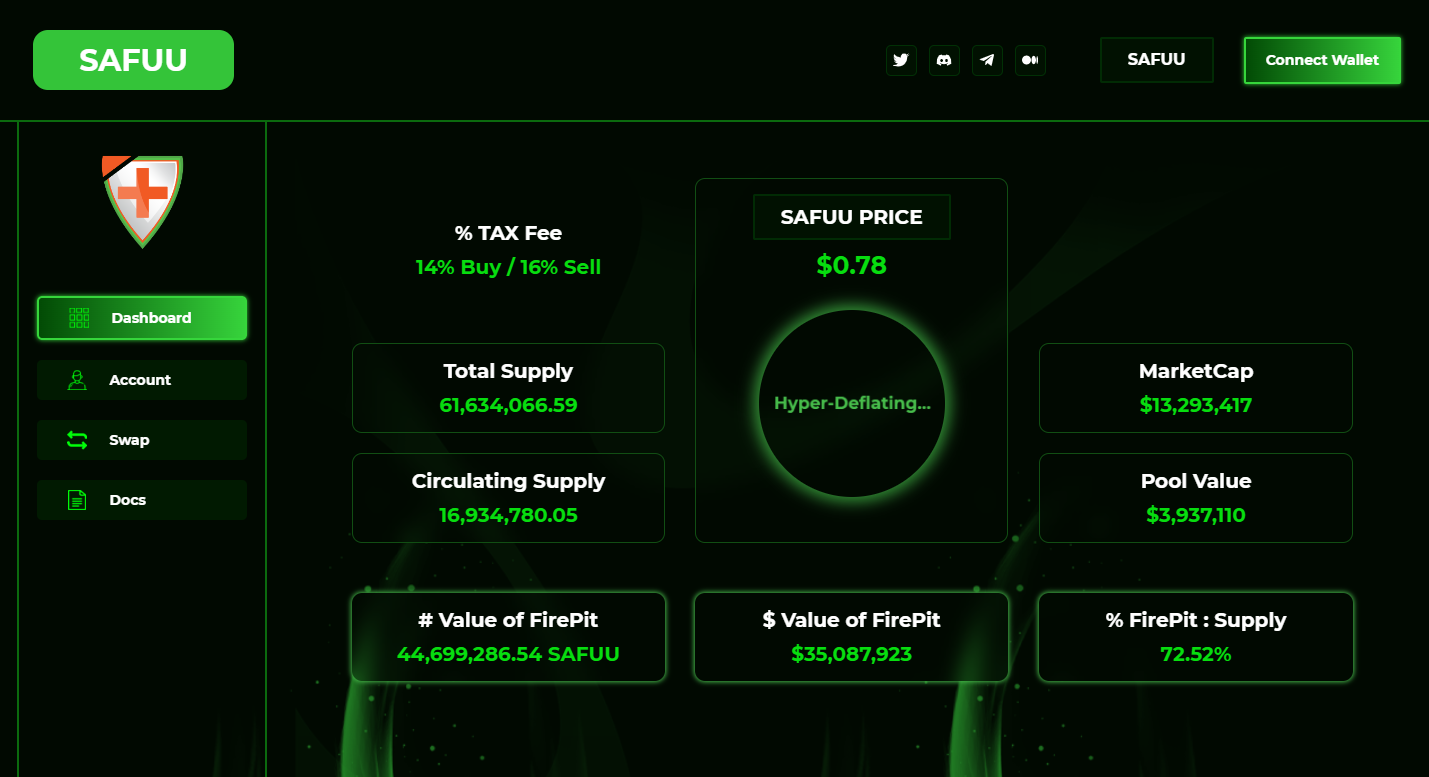 SAFUU
SAFUU
Connect Wallet
Dashboard
Account
Swap
Docs
% TAX Fee
14% Buy / 16% Sell
Total Supply
61,634,066.59
Circulating Supply
16,934,780.05
SAFUU PRICE
$0.78
Hyper-Deflating...
MarketCap
$13,293,417
Pool Value
$3,937,110
# Value of FirePit
44,699,286.54 SAFUU
$ Value of FirePit
$35,087,923
% FirePit : Supply
72.52%